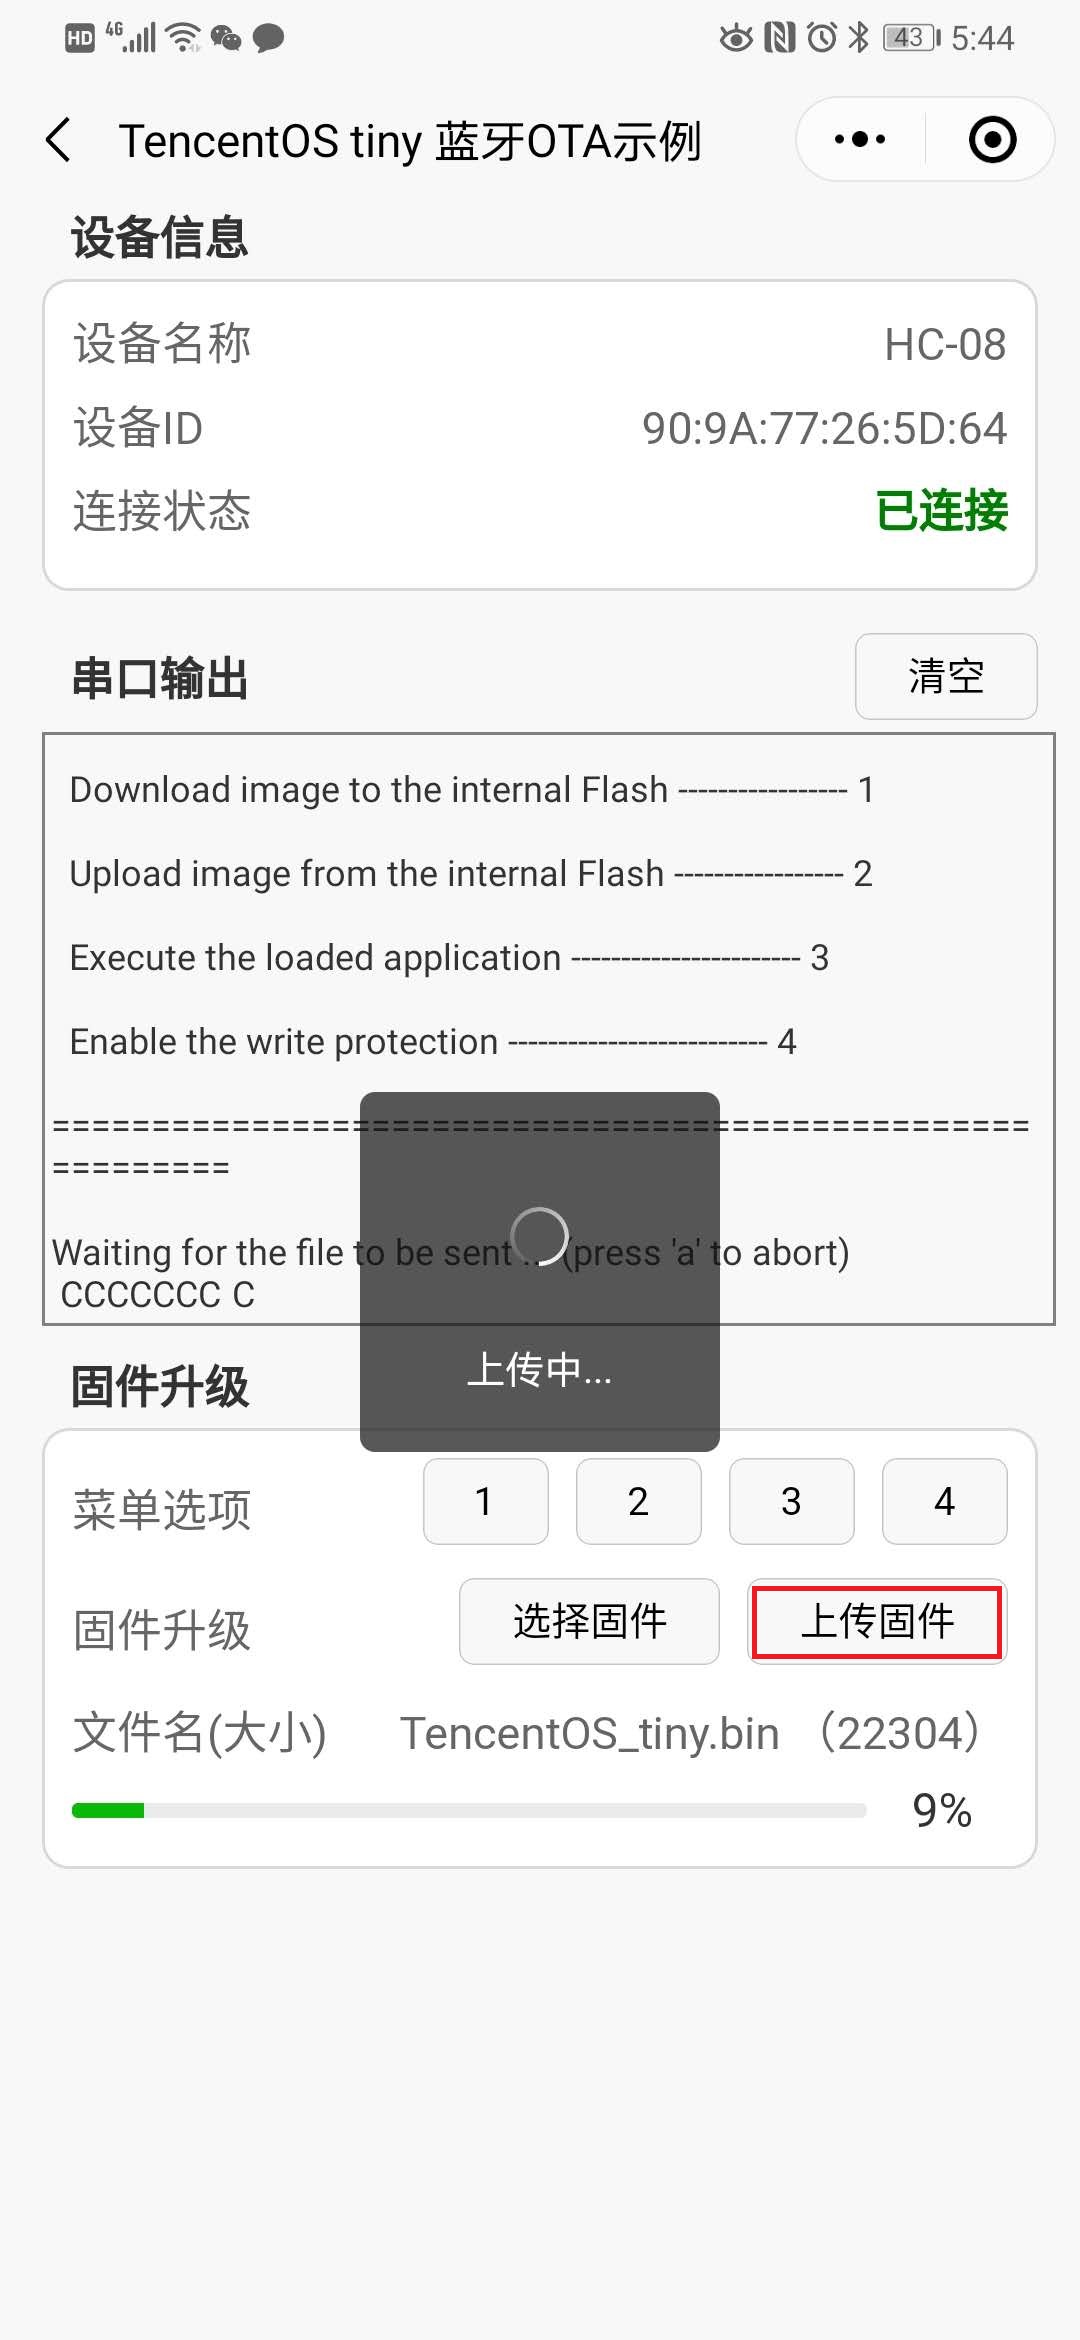 HD 4G 43 5:44
TencentOS tiny 蓝牙OTA示例
设备信息
设备名称 HC-08
设备ID 90:9A:77:26:5D:64
连接状态 已连接
串口输出 清空
Download image to the internal Flash ----------------- 1
Upload image from the internal Flash ----------------- 2
Execute the loaded application ----------------------- 3
Enable the write protection -------------------------- 4
=================================================
=========
Waiting for the file to be sent ... (press 'a' to abort)
CCCCCCC C
上传中...
固件升级
菜单选项 1 2 3 4
固件升级 选择固件 上传固件
文件名(大小) TencentOS_tiny.bin （22304）
9%